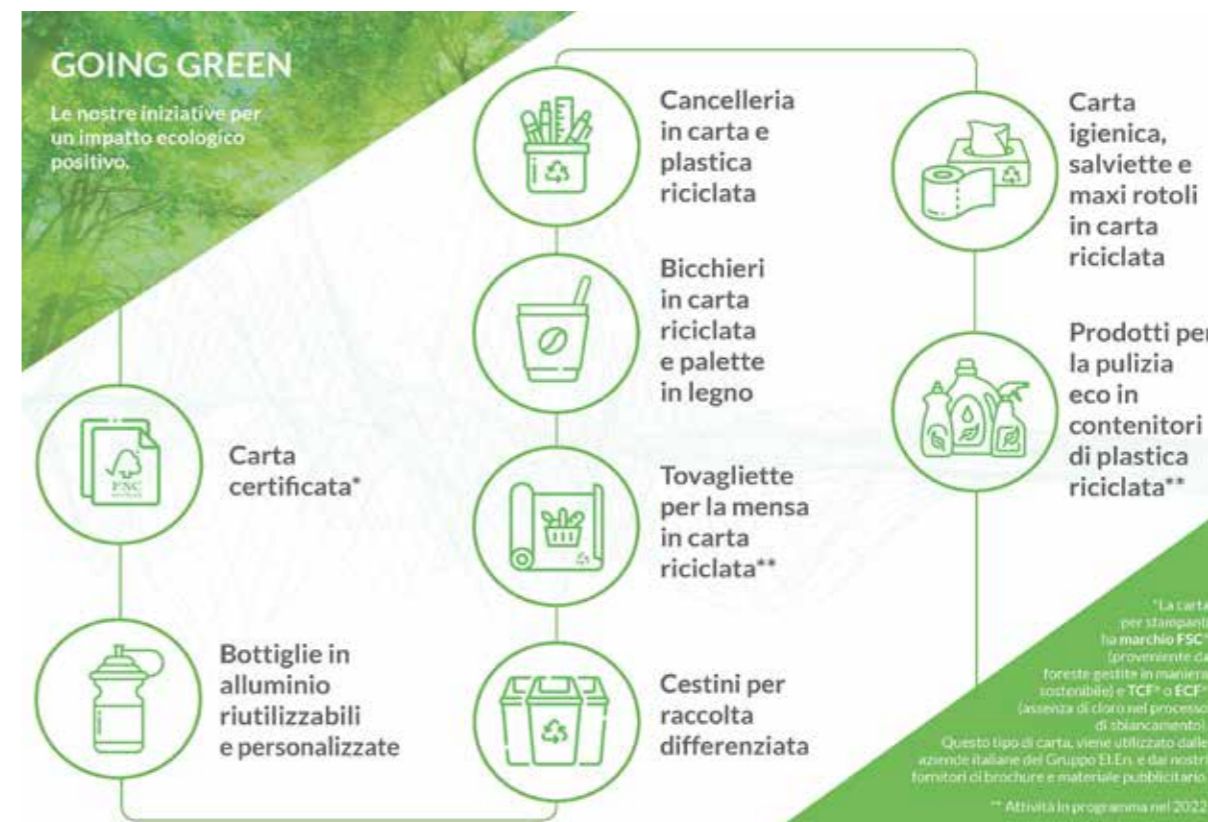 GOING GREEN
Le nostre iniziative per
un impatto ecologico
positivo.
FSC
Carta
certificata*
Bottiglie in
alluminio
riutilizzabili
e personalizzate
Cestini per
raccolta
differenziata
Tovagliette
per la mensa
in carta
riciclata**
Bicchieri
in carta
riciclata
e palette
in legno
Cancelleria
in carta e
plastica
riciclata
Carta
igienica,
salviette e
maxi rotoli
in carta
riciclata
Prodotti per
la pulizia
eco in
contenitori
di plastica
riciclata**
*La carta
per stampanti
ha marchio FSC®
(proveniente da
foreste gestite in maniera
sostenibile) e TCF® o ECF®
(assenza di cloro nel processo
di sbiancamento).
Questo tipo di carta, viene utilizzato dalle
aziende italiane del Gruppo El.En. e dai nostri
fornitori di brochure e materiale pubblicitario.
** Attività in programma nel 2022